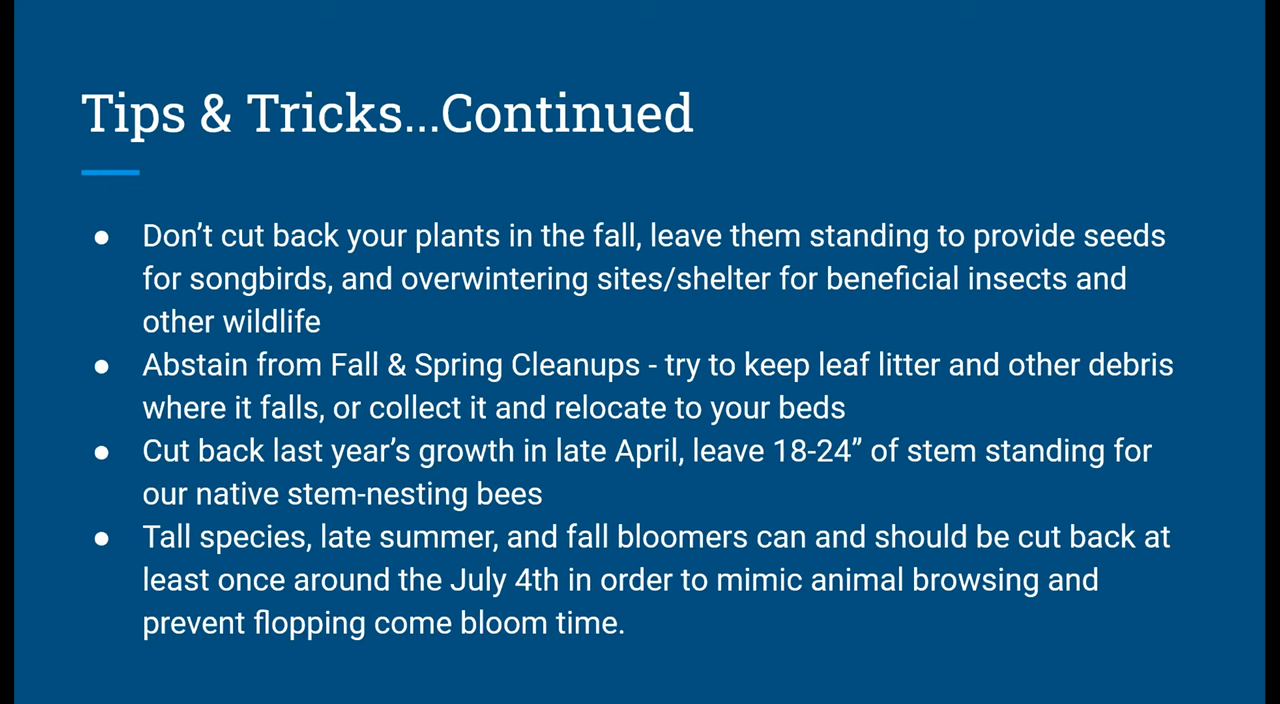 Tips & Tricks...Continued
● Don’t cut back your plants in the fall, leave them standing to provide seeds
for songbirds, and overwintering sites/shelter for beneficial insects and
other wildlife
● Abstain from Fall & Spring Cleanups - try to keep leaf litter and other debris
where it falls, or collect it and relocate to your beds
● Cut back last year’s growth in late April, leave 18-24” of stem standing for
our native stem-nesting bees
● Tall species, late summer, and fall bloomers can and should be cut back at
least once around the July 4th in order to mimic animal browsing and
prevent flopping come bloom time.